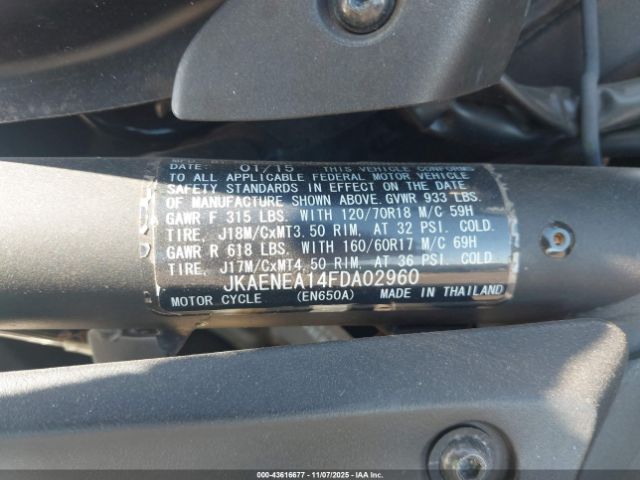 DATE: 01/15 THIS VEHICLE CONFORMS
TO ALL APPLICABLE FEDERAL MOTOR VEHICLE
SAFETY STANDARDS IN EFFECT ON THE DATE
OF MANUFACTURE SHOWN ABOVE. GVWR 933 LBS.
GAWR F 315 LBS. WITH 120/70R18 M/C 59H
TIRE, J18M/CxMT3.50 RIM, AT 32 PSI. COLD.
GAWR R 618 LBS. WITH 160/60R17 M/C 69H
TIRE, J17M/CxMT4.50 RIM, AT 36 PSI. COLD.
JKAENEA14FDA02960
MOTOR CYCLE (EN650A) MADE IN THAILAND
000-43616677 - 11/07/2025 - IAAI.COM